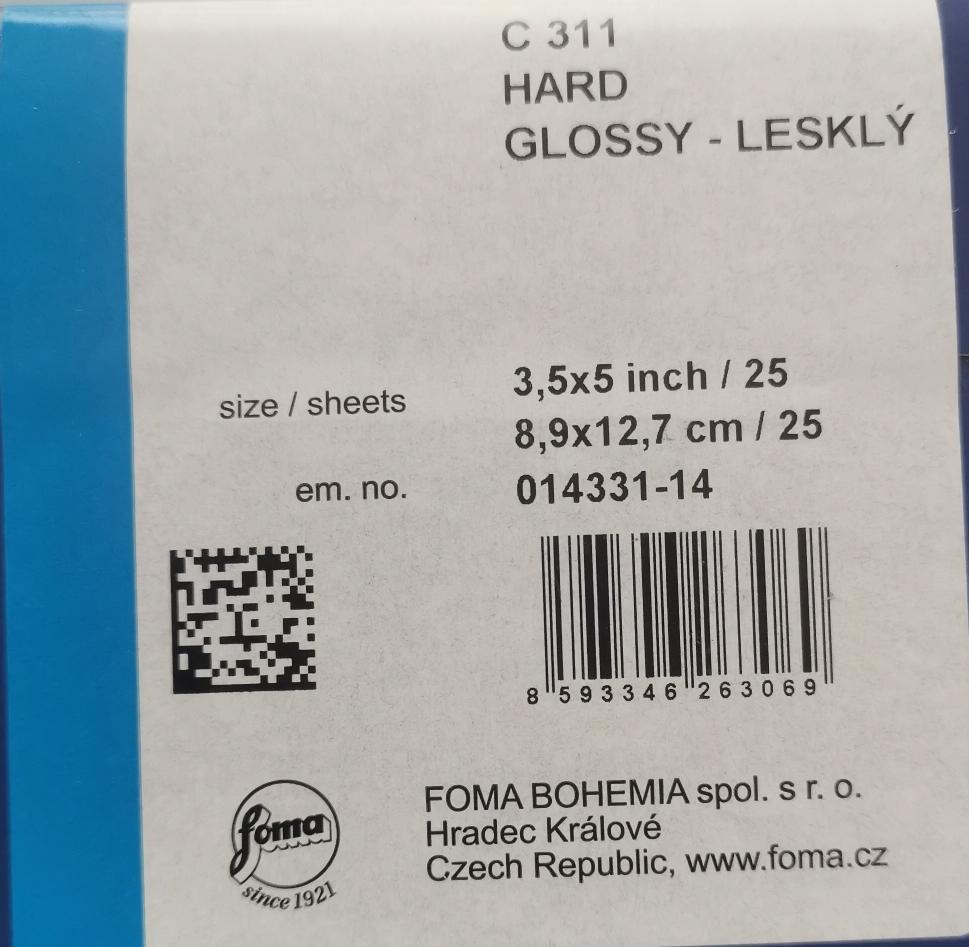 C 311
HARD
GLOSSY - LESKLÝ
size / sheets 3,5x5 inch / 25
8,9x12,7 cm / 25
em. no. 014331-14
8 593346 263069
foma
since 1921
FOMA BOHEMIA spol. s r. o.
Hradec Králové
Czech Republic, www.foma.cz